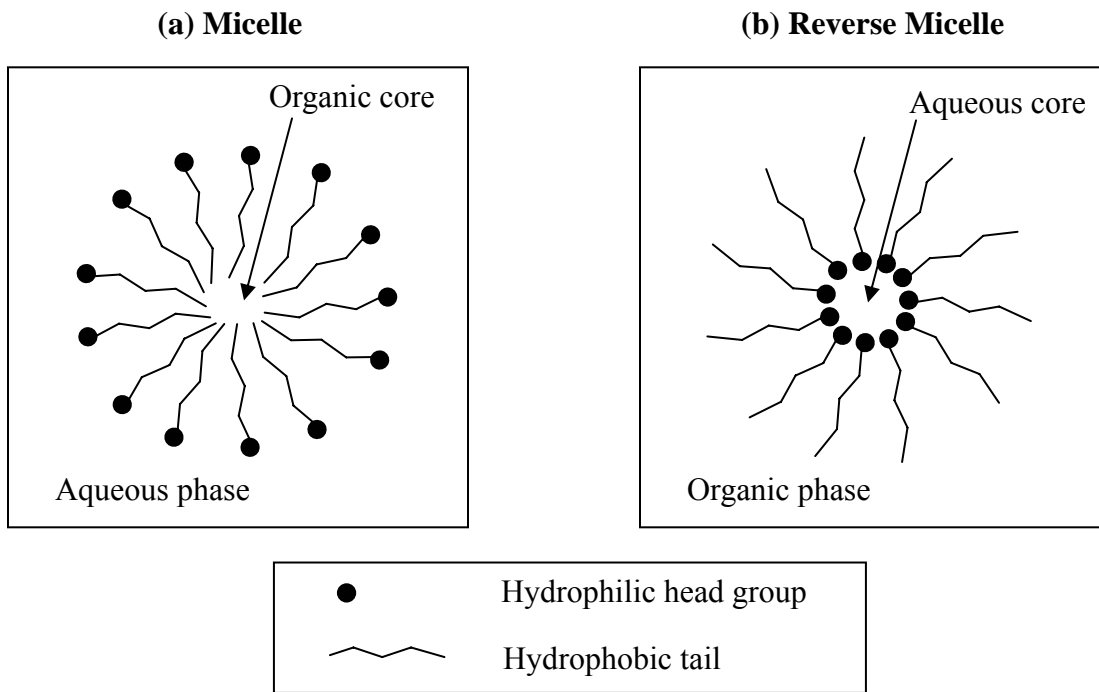 (a) Micelle
(b) Reverse Micelle
Organic core
Aqueous core
Aqueous phase
Organic phase
Hydrophilic head group
Hydrophobic tail